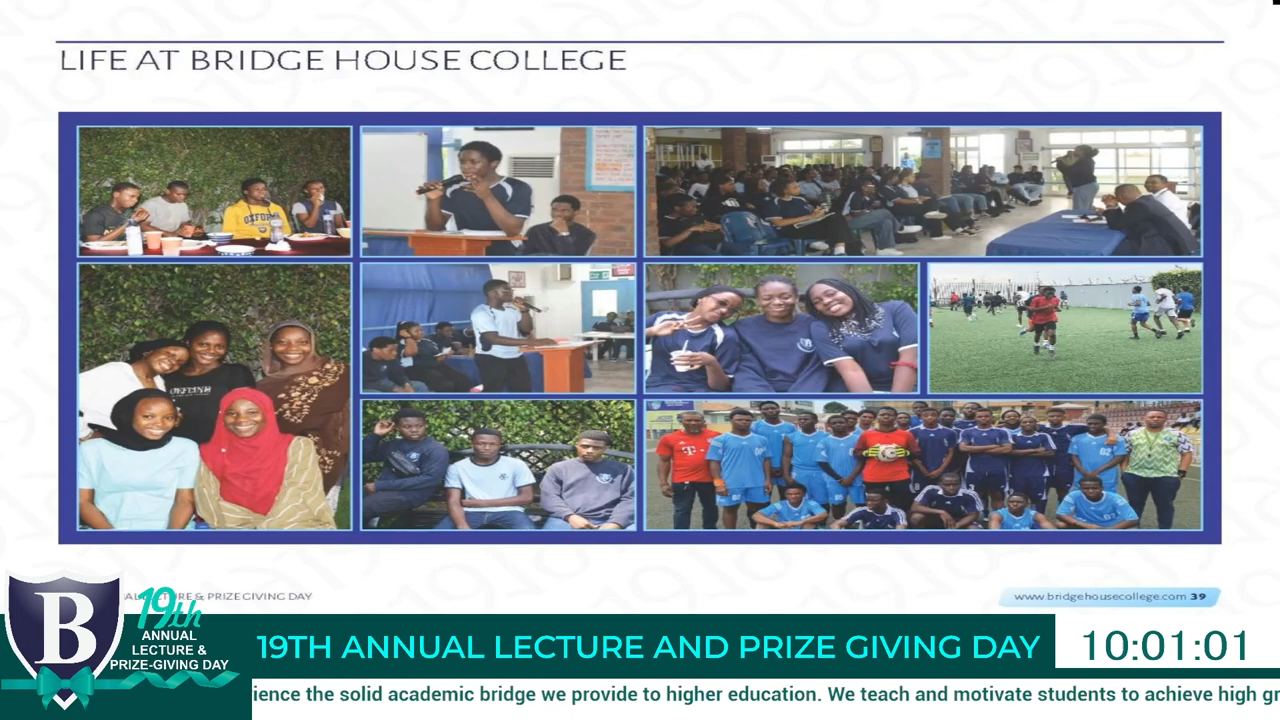 LIFE AT BRIDGE HOUSE COLLEGE
OXFORD
OFFLINE
T
02
PRIZE GIVING DAY
www.bridgehousecollege.com 39
B
19th
ANNUAL
LECTURE &
PRIZE-GIVING DAY
19TH ANNUAL LECTURE AND PRIZE GIVING DAY
10:01:01
ience the solid academic bridge we provide to higher education. We teach and motivate students to achieve high gr